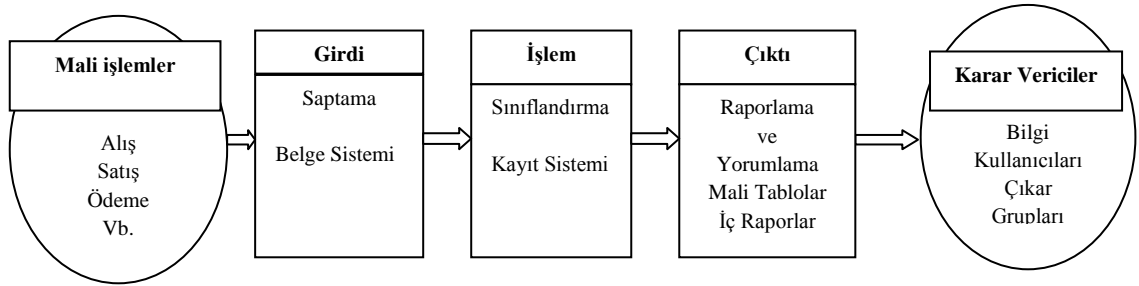 Mali işlemler
Alış
Satış
Ödeme
Vb.
Girdi
Saptama
Belge Sistemi
İşlem
Sınıflandırma
Kayıt Sistemi
Çıktı
Raporlama
ve
Yorumlama
Mali Tablolar
İç Raporlar
Karar Vericiler
Bilgi
Kullanıcıları
Çıkar
Grupları